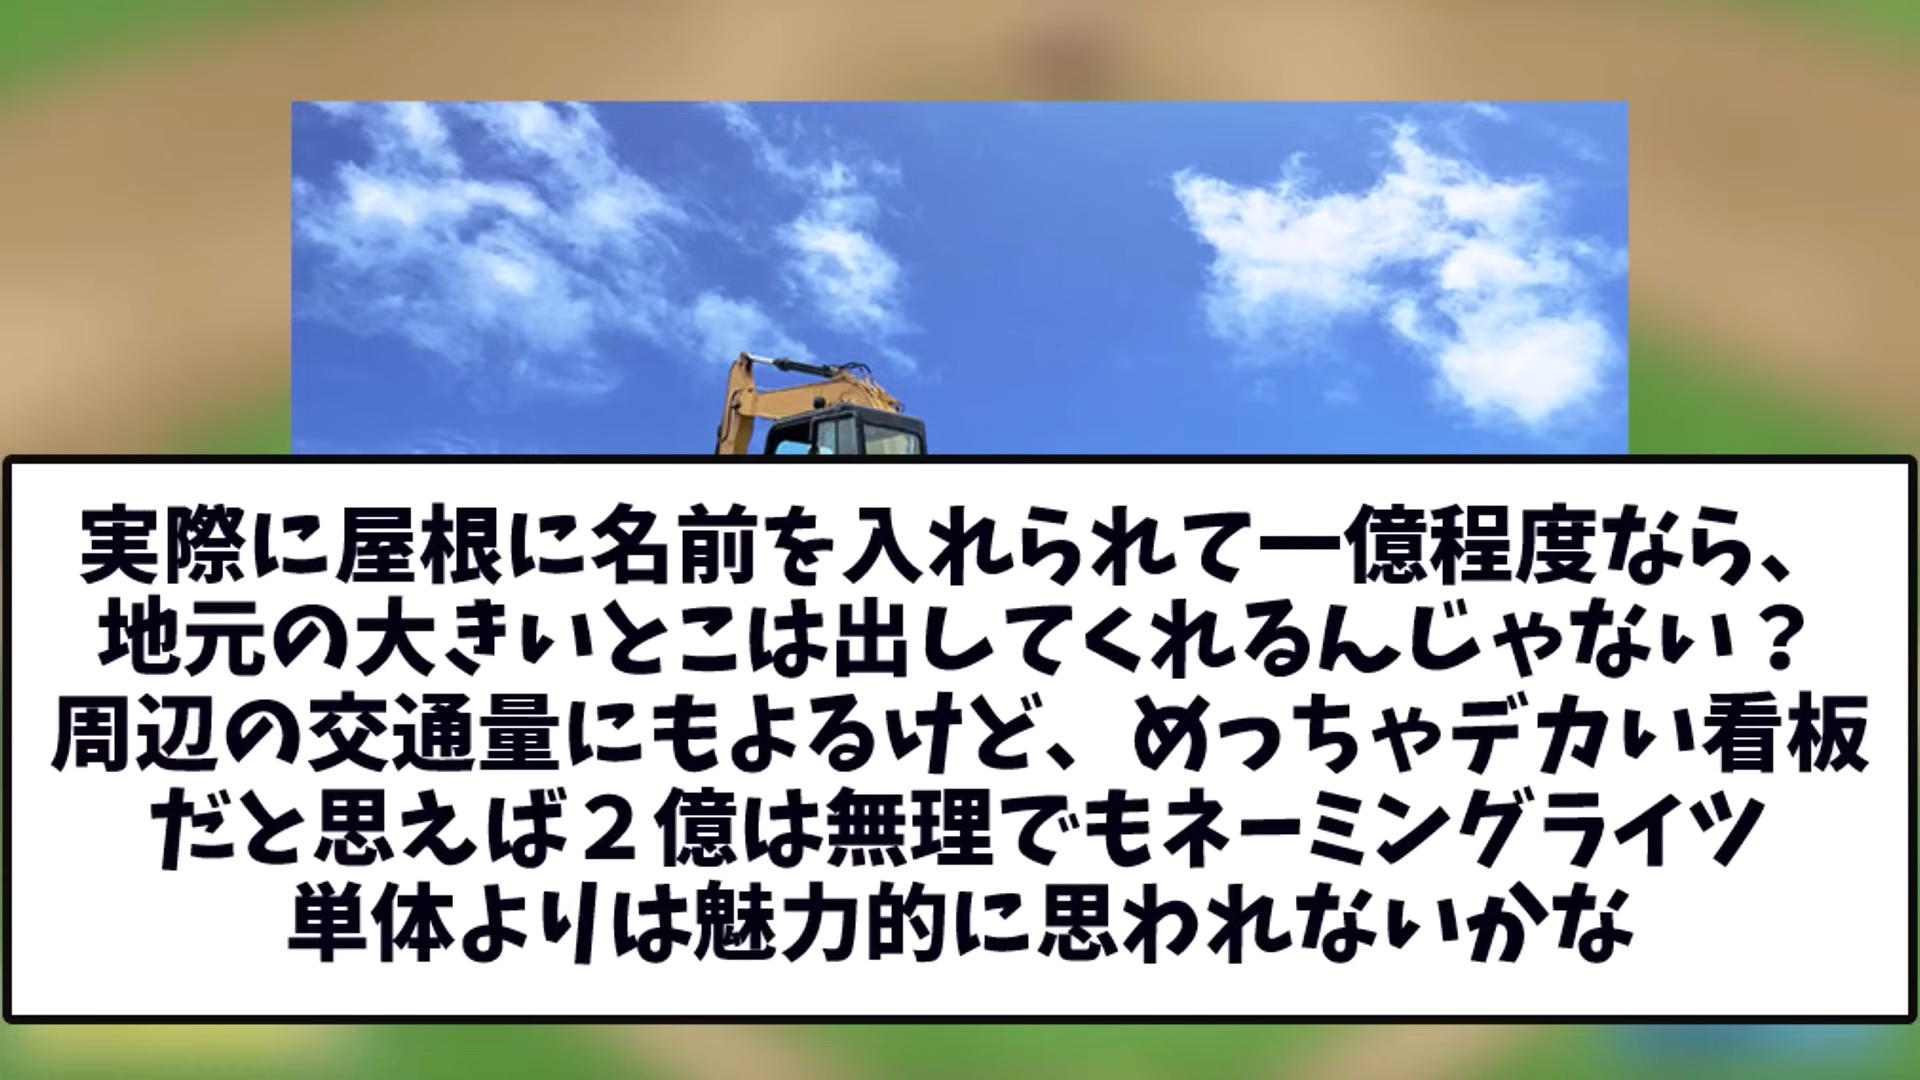 実際に屋根に名前を入れられて一億程度なら、
地元の大きいとこは出してくれるんじゃない？
周辺の交通量にもよるけど、めっちゃデカい看板
だと思えば２億は無理でもネーミングライツ
単体よりは魅力的に思われないかな